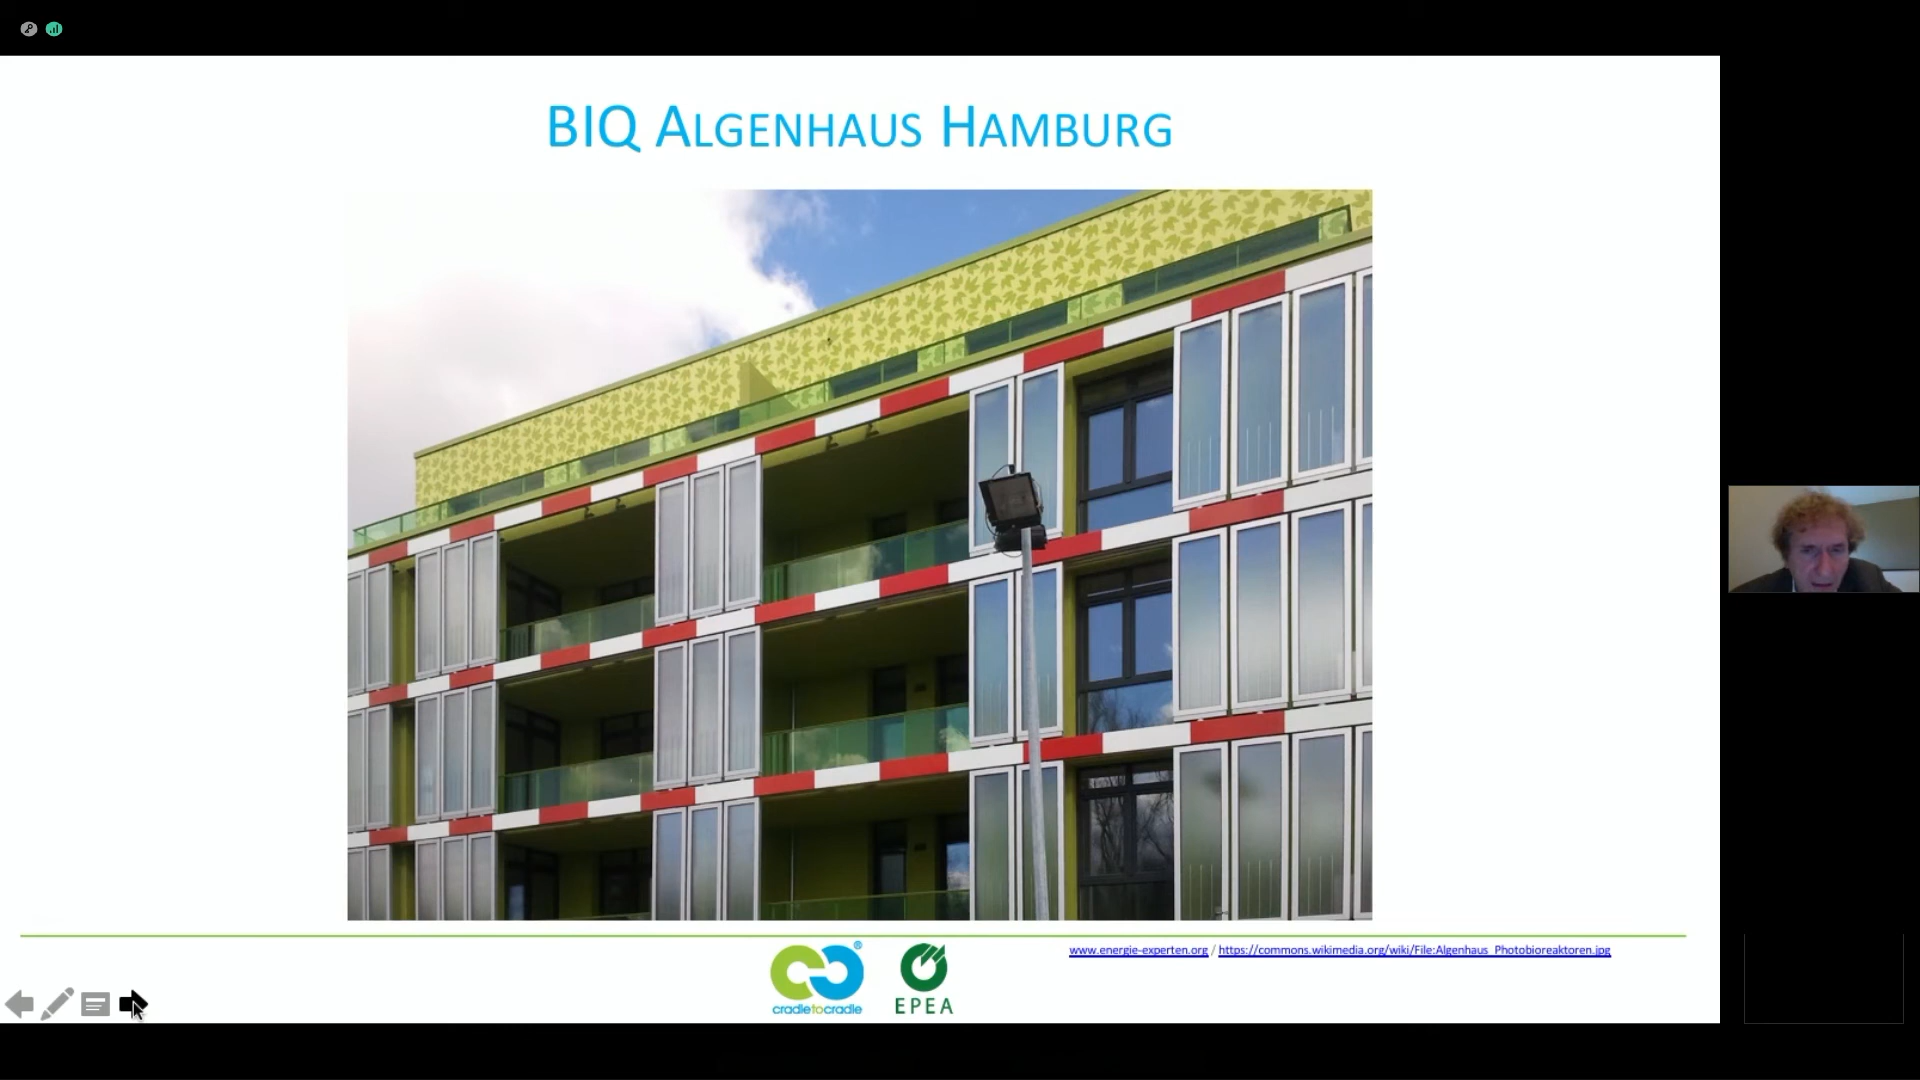 BIQ ALGENHAUS HAMBURG
www.energie-experten.org / https://commons.wikimedia.org/wiki/File:Algenhaus_Photobioreaktoren.jpg
®
cradletocradle
EPEA